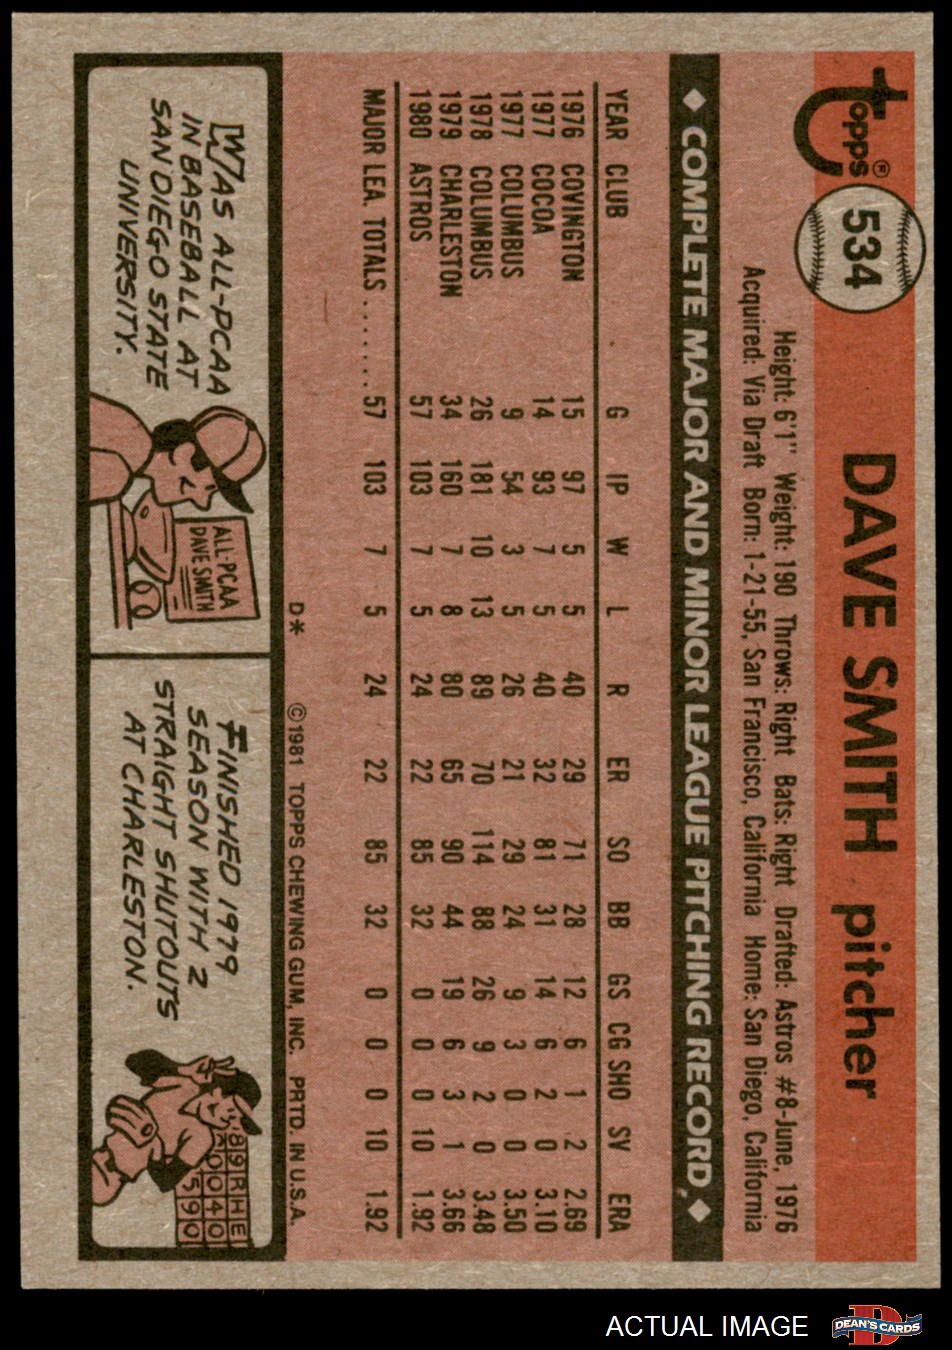 Topps®
534
DAVE SMITH pitcher
Height: 6'1" Weight: 190 Throws: Right Bats: Right Drafted: Astros #8-June, 1976
Acquired: Via Draft Born: 1-21-55, San Francisco, California Home: San Diego, California
◆ COMPLETE MAJOR AND MINOR LEAGUE PITCHING RECORD ◆
YEAR CLUB G IP W L R ER SO BB GS CG SHO SV ERA
1976 COVINGTON 15 97 5 5 40 29 71 28 12 6 1 2 2.69
1977 COCOA 14 93 7 5 40 32 81 31 14 6 2 0 3.10
1977 COLUMBUS 9 54 3 5 26 21 29 24 9 3 0 0 3.50
1978 COLUMBUS 26 181 10 13 89 70 114 88 26 9 2 0 3.48
1979 CHARLESTON 34 160 7 8 80 65 90 44 19 6 3 1 3.66
1980 ASTROS 57 103 7 5 24 22 85 32 0 0 0 10 1.92
MAJOR LEA. TOTALS ....... 57 103 7 5 24 22 85 32 0 0 0 10 1.92
D* ©1981 TOPPS CHEWING GUM, INC. PRTD. IN U.S.A.
WAS ALL-PCAA
IN BASEBALL AT
SAN DIEGO STATE
UNIVERSITY.
ALL-PCAA
DAVE SMITH
FINISHED 1979
SEASON WITH 2
STRAIGHT SHUTOUTS
AT CHARLESTON.
8 9 R H E
0 0 4 0
5 9 0
ACTUAL IMAGE
DEAN'S CARDS